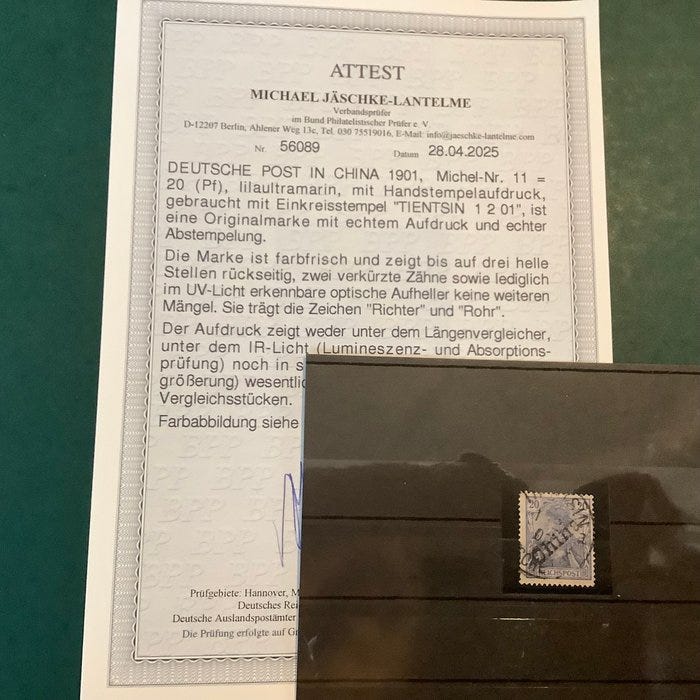 ATTEST
MICHAEL JÄSCHKE-LANTELME
Verbandsprüfer
im Bund Philatelistischer Prüfer e. V
D-12207 Berlin, Ahlener Weg 13c, Tel. 030 75519016, E-Mail: info@jaeschke-lantelme.com
Nr. 56089 Datum 28.04.2025
DEUTSCHE POST IN CHINA 1901, Michel-Nr. 11 =
20 (Pf), lilaultramarin, mit Handstempelaufdruck,
gebraucht mit Einkreisstempel "TIENTSIN 1 2 01", ist
eine Originalmarke mit echtem Aufdruck und echter
Abstempelung.
Die Marke ist farbfrisch und zeigt bis auf drei helle
Stellen rückseitig, zwei verkürzte Zähne sowie lediglich
im UV-Licht erkennbare optische Aufheller keine weiteren
Mängel. Sie trägt die Zeichen "Richter" und "Rohr".
Der Aufdruck zeigt weder unter dem Längenvergleicher,
unter dem IR-Licht (Lumineszenz- und Absorptions-
prüfung) noch in s
größerung) wesentlic
Vergleichsstücken.
Farbabbildung siehe
BPP BPP
Prüfgebiete: Hannover, M
Deutsches Rei
Deutsche Auslandspostämter
Die Prüfung erfolgte auf Gr
20
China
REICHSPOST